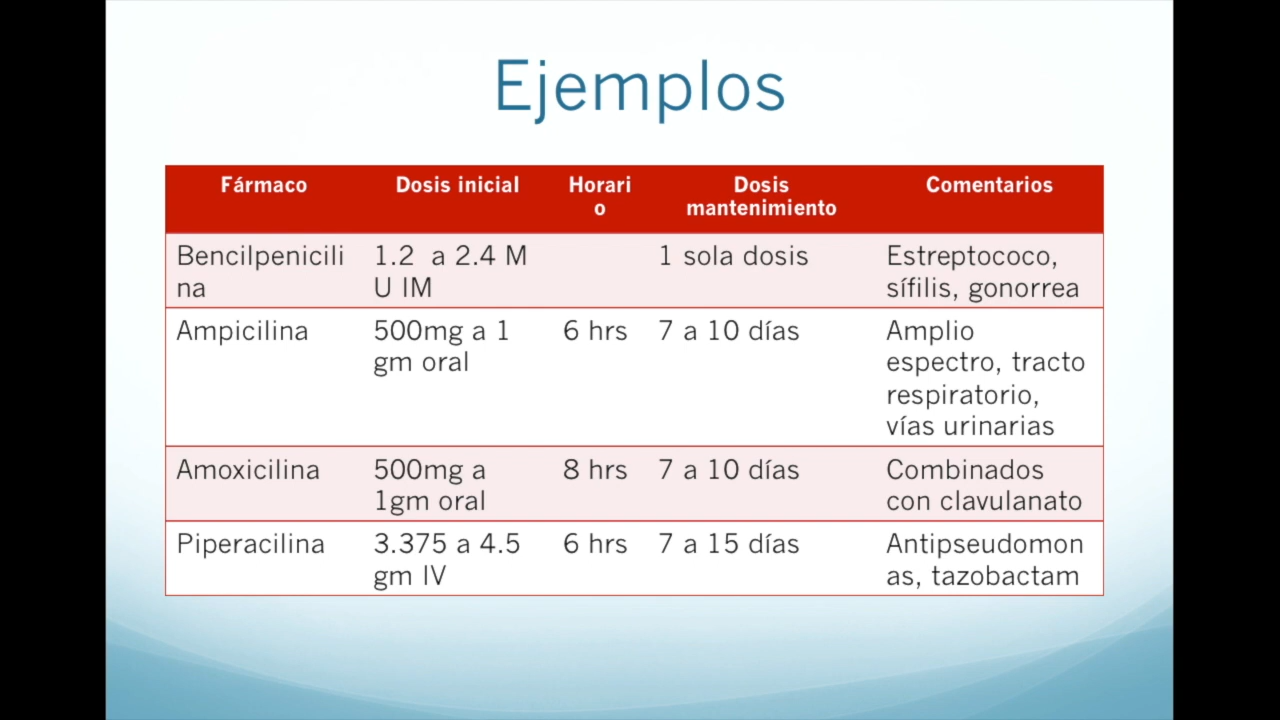 Ejemplos
Fármaco Dosis inicial Horari Dosis Comentarios
o mantenimiento
Bencilpenicili 1.2 a 2.4 M 1 sola dosis Estreptococo,
na U IM sífilis, gonorrea
Ampicilina 500mg a 1 6 hrs 7 a 10 días Amplio
gm oral espectro, tracto
respiratorio,
vías urinarias
Amoxicilina 500mg a 8 hrs 7 a 10 días Combinados
1gm oral con clavulanato
Piperacilina 3.375 a 4.5 6 hrs 7 a 15 días Antipseudomon
gm IV as, tazobactam